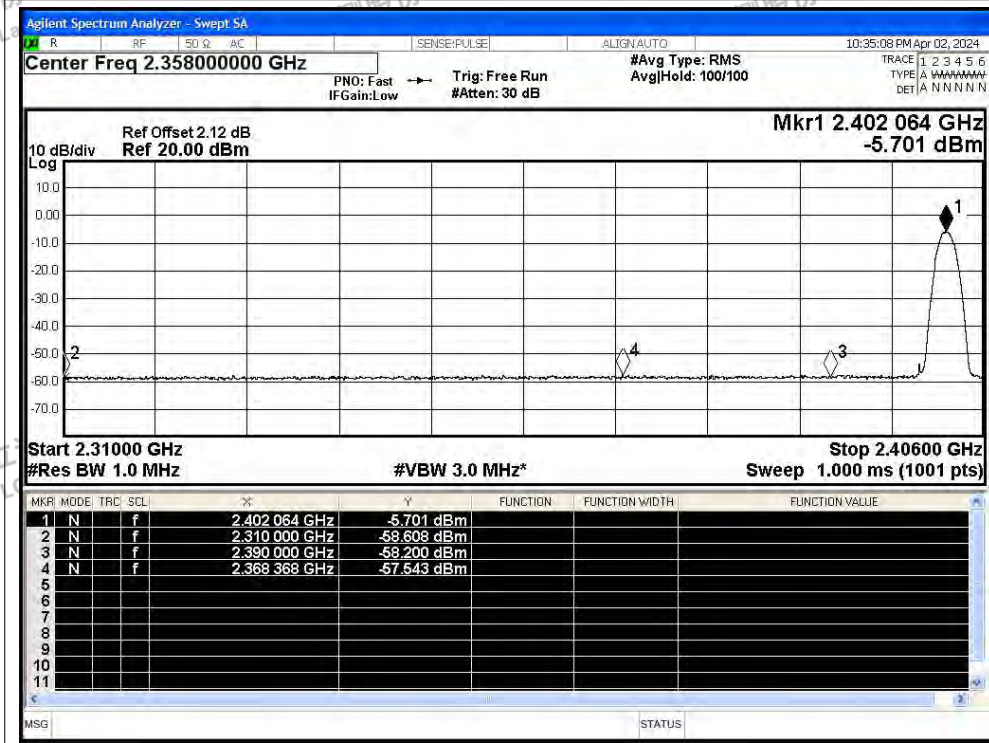 Agilent Spectrum Analyzer - Swept SA
LXI R RF 50 Ω AC SENSE:PULSE ALIGN AUTO 10:35:08 PM Apr 02, 2024
Center Freq 2.358000000 GHz
PNO: Fast
IFGain:Low
Trig: Free Run
#Atten: 30 dB
#Avg Type: RMS
Avg|Hold: 100/100
TRACE 1 2 3 4 5 6
TYPE A WWWWW
DET A N N N N N
Ref Offset 2.12 dB
10 dB/div Ref 20.00 dBm
Log
Mkr1 2.402 064 GHz
-5.701 dBm
10.0
0.00
-10.0
-20.0
-30.0
-40.0
-50.0
-60.0
-70.0
1
2
4
3
Start 2.31000 GHz Stop 2.40600 GHz
#Res BW 1.0 MHz #VBW 3.0 MHz* Sweep 1.000 ms (1001 pts)
MKR MODE TRC SCL X Y FUNCTION FUNCTION WIDTH FUNCTION VALUE
1 N f 2.402 064 GHz -5.701 dBm
2 N f 2.310 000 GHz -58.608 dBm
3 N f 2.390 000 GHz -58.200 dBm
4 N f 2.368 368 GHz -57.543 dBm
5
6
7
8
9
10
11
MSG STATUS